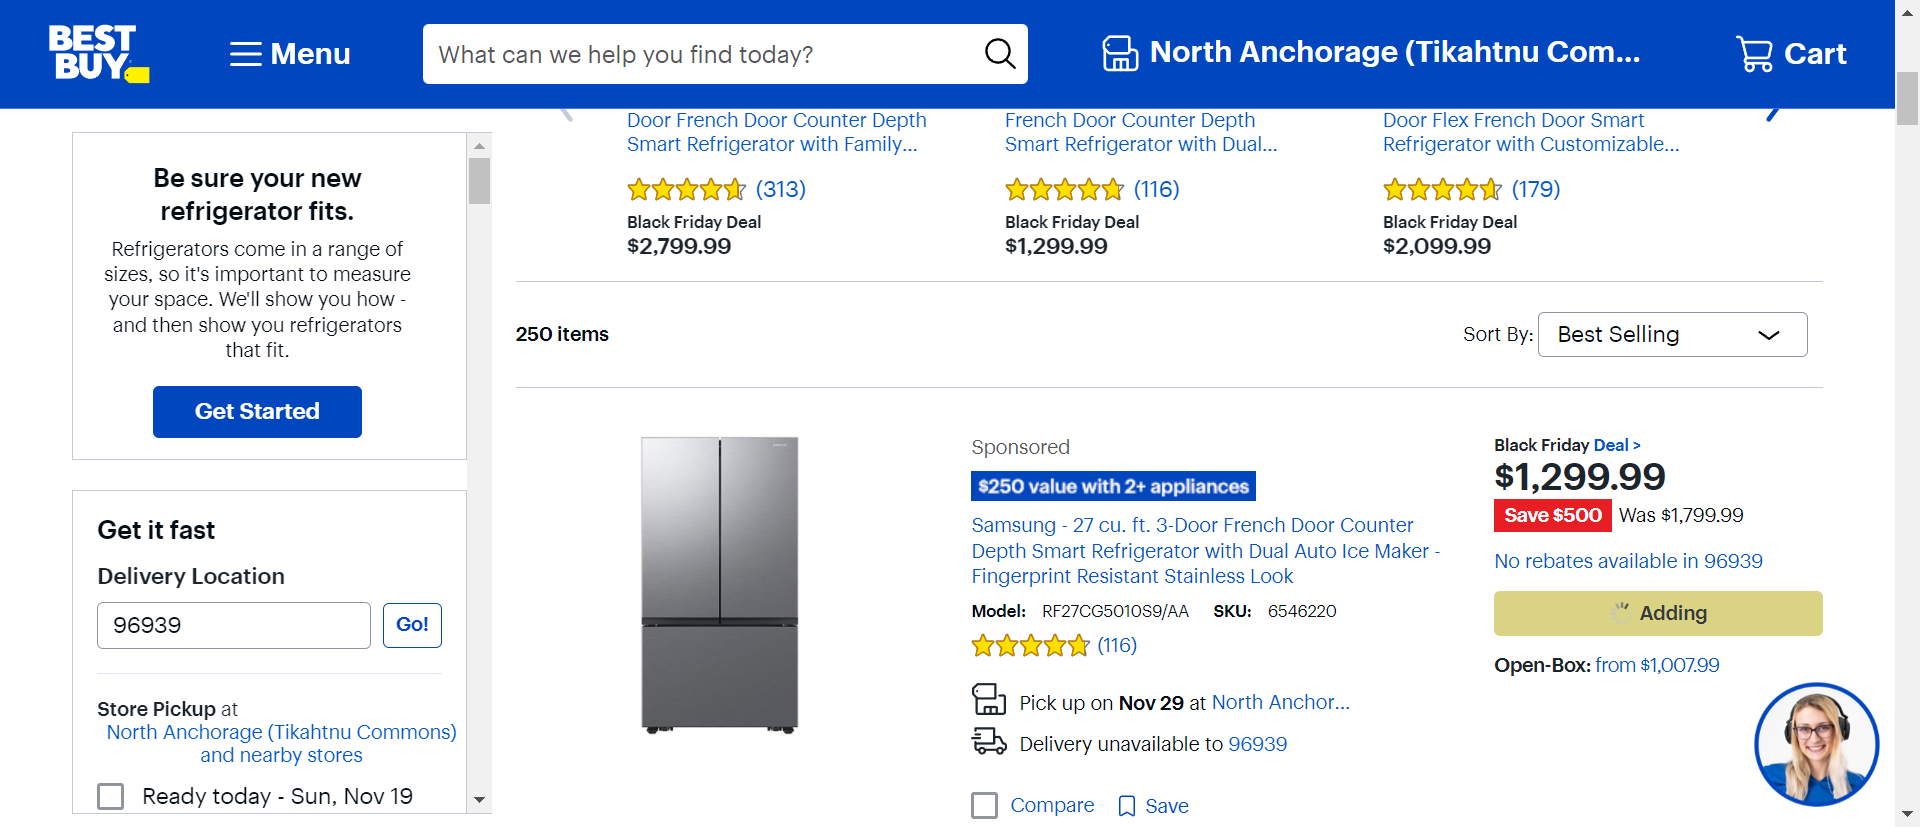 BEST
BUY
Menu
What can we help you find today?
North Anchorage (Tikahtnu Com...
Cart
Door French Door Counter Depth
Smart Refrigerator with Family...
(313)
Black Friday Deal
$2,799.99
French Door Counter Depth
Smart Refrigerator with Dual...
(116)
Black Friday Deal
$1,299.99
Door Flex French Door Smart
Refrigerator with Customizable...
(179)
Black Friday Deal
$2,099.99
Be sure your new
refrigerator fits.
Refrigerators come in a range of
sizes, so it's important to measure
your space. We'll show you how -
and then show you refrigerators
that fit.
Get Started
Get it fast
Delivery Location
96939
Go!
Store Pickup at
North Anchorage (Tikahtnu Commons)
and nearby stores
Ready today - Sun, Nov 19
250 items
Sort By:
Best Selling
Sponsored
$250 value with 2+ appliances
Samsung - 27 cu. ft. 3-Door French Door Counter
Depth Smart Refrigerator with Dual Auto Ice Maker -
Fingerprint Resistant Stainless Look
Model: RF27CG5010S9/AA SKU: 6546220
(116)
Pick up on Nov 29 at North Anchor...
Delivery unavailable to 96939
Compare
Save
Black Friday Deal >
$1,299.99
Save $500 Was $1,799.99
No rebates available in 96939
Adding
Open-Box: from $1,007.99